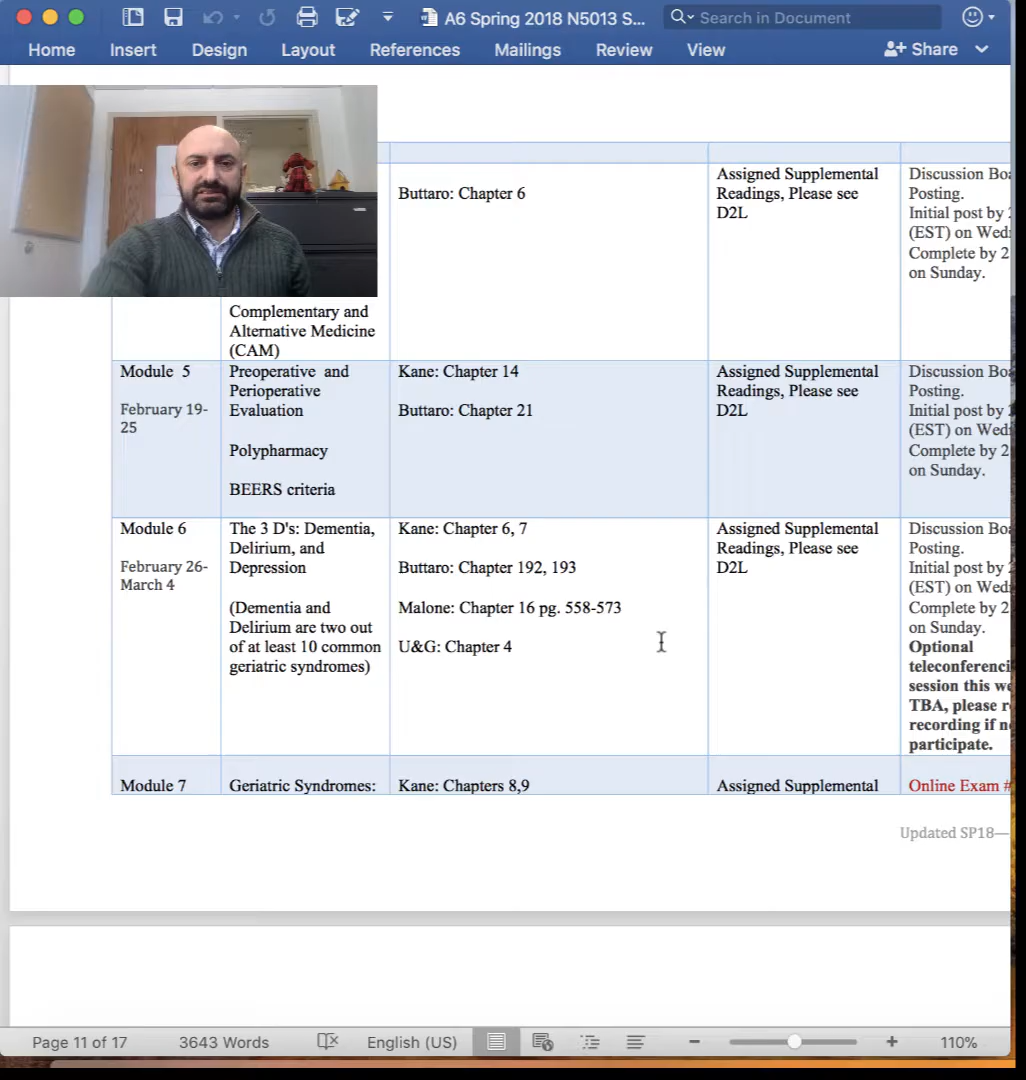 A6 Spring 2018 N5013 S...
Search in Document
Home
Insert
Design
Layout
References
Mailings
Review
View
Share
Buttaro: Chapter 6
Assigned Supplemental
Readings, Please see
D2L
Discussion Boa
Posting.
Initial post by 2
(EST) on Wed
Complete by 2
on Sunday.
Complementary and
Alternative Medicine
(CAM)
Module 5
February 19-
25
Preoperative and
Perioperative
Evaluation
Polypharmacy
BEERS criteria
Kane: Chapter 14
Buttaro: Chapter 21
Assigned Supplemental
Readings, Please see
D2L
Discussion Boa
Posting.
Initial post by
(EST) on Wed
Complete by 2
on Sunday.
Module 6
February 26-
March 4
The 3 D's: Dementia,
Delirium, and
Depression
(Dementia and
Delirium are two out
of at least 10 common
geriatric syndromes)
Kane: Chapter 6, 7
Buttaro: Chapter 192, 193
Malone: Chapter 16 pg. 558-573
U&G: Chapter 4
Assigned Supplemental
Readings, Please see
D2L
Discussion Boa
Posting.
Initial post by
(EST) on Wed
Complete by 2
on Sunday.
Optional
teleconferenci
session this we
TBA, please r
recording if n
participate.
Module 7
Geriatric Syndromes:
Kane: Chapters 8,9
Assigned Supplemental
Online Exam #
Updated SP18—
Page 11 of 17
3643 Words
English (US)
110%